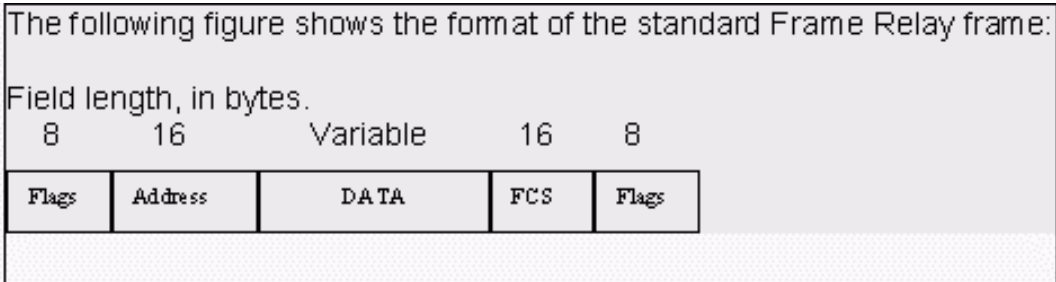 The following figure shows the format of the standard Frame Relay frame:
Field length, in bytes.
8 16 Variable 16 8
Flags Address DATA FCS Flags